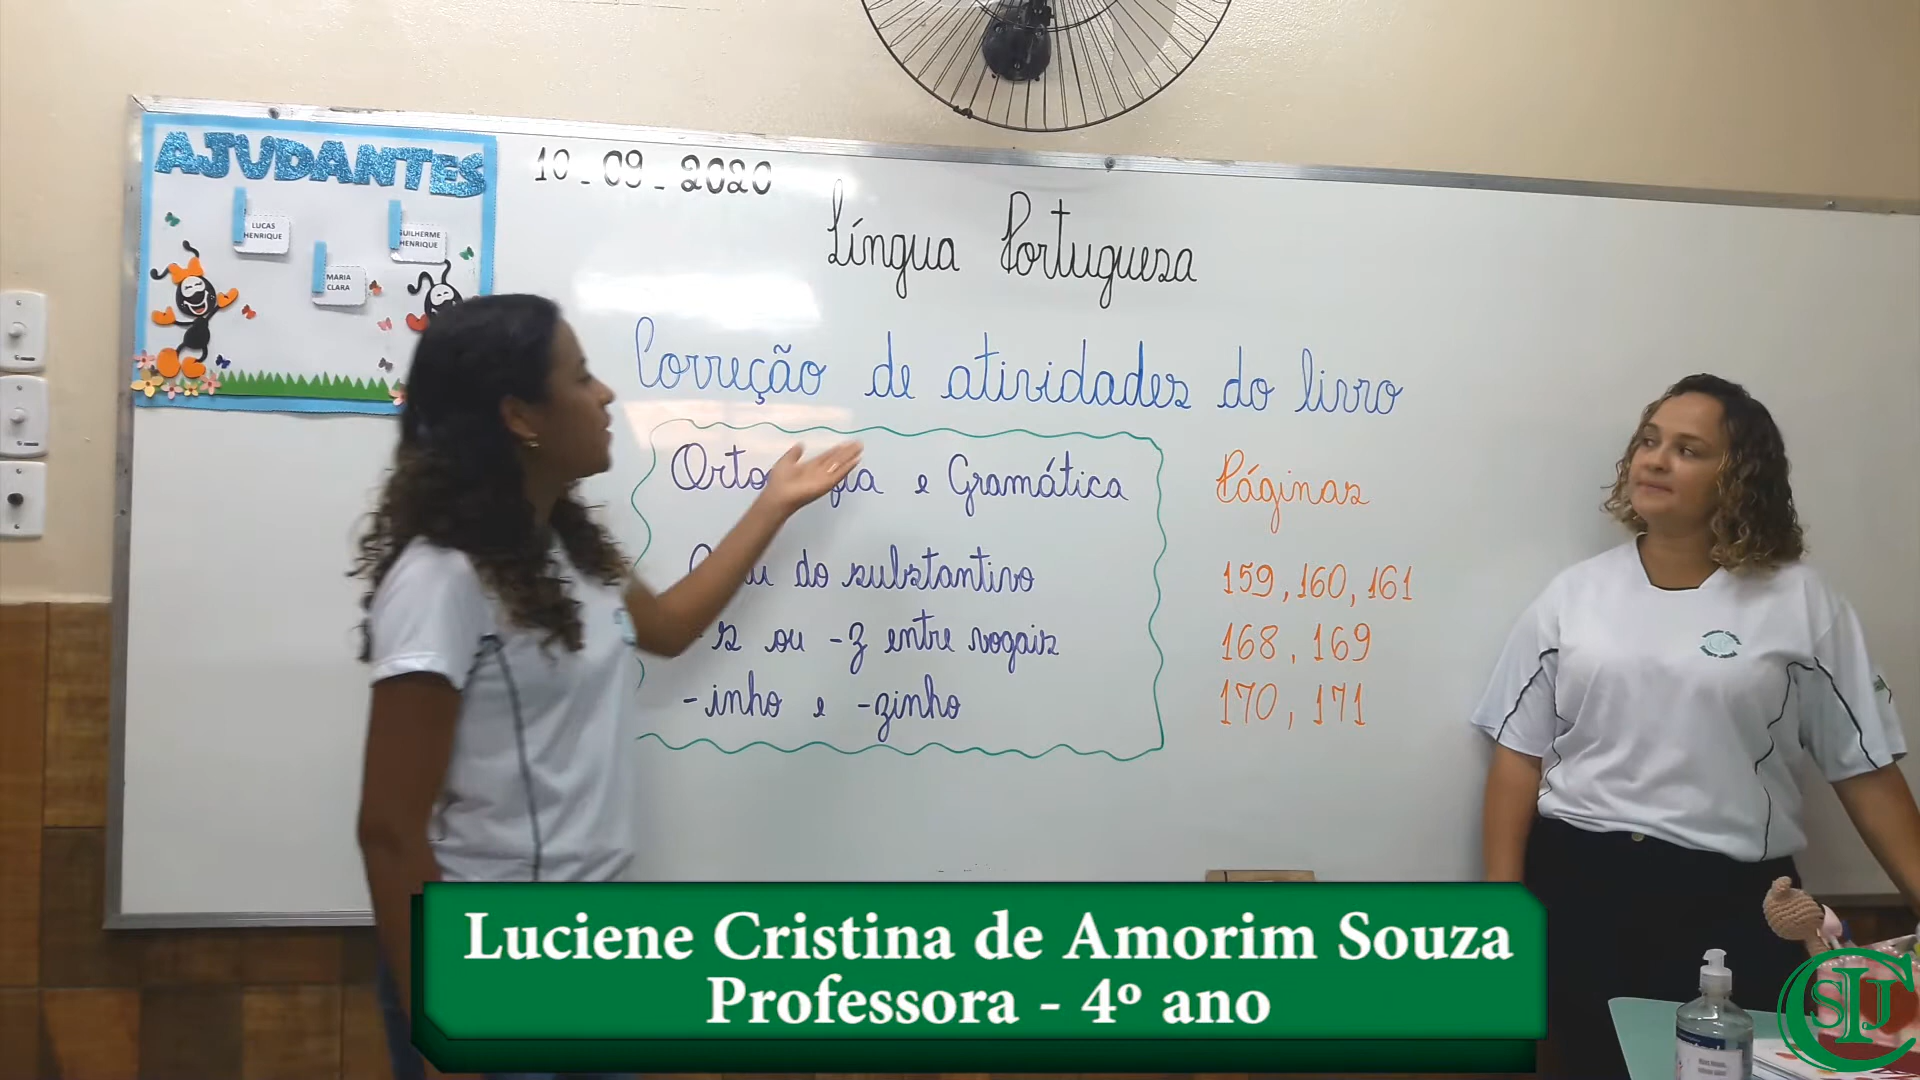 AJUDANTES
LUCAS
HENRIQUE
GUILHERME
HENRIQUE
MARIA
CLARA
10-09-2020
Língua Portuguesa
Correção de atividades do livro
e Gramática
Páginas
do substantivo
159, 160, 161
-s ou -z entre vogais
168, 169
-inho e -zinho
170, 171
Luciene Cristina de Amorim Souza
Professora - 4º ano